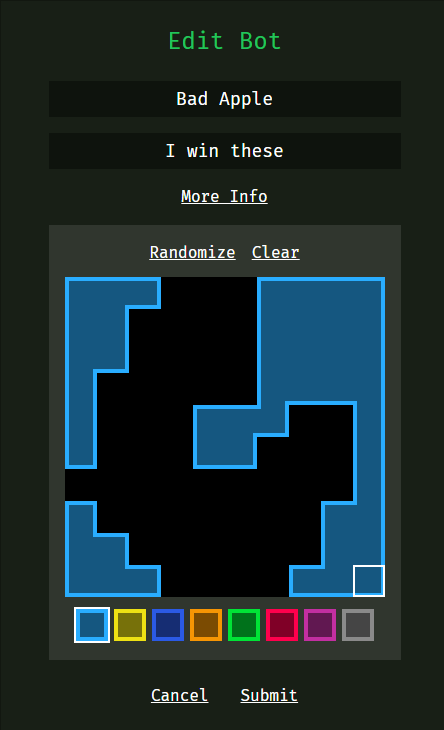 Edit Bot
Bad Apple
I win these
More Info
Randomize Clear
Cancel Submit